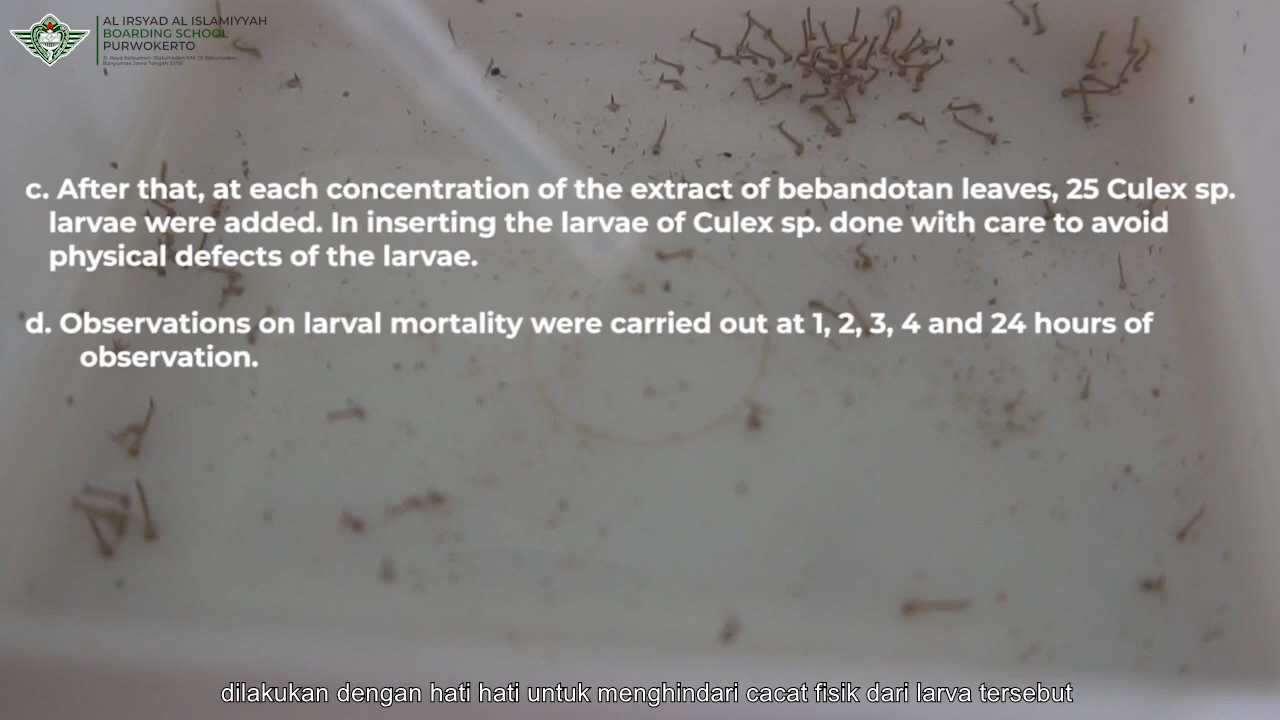 AL IRSYAD AL ISLAMIYYAH
BOARDING SCHOOL
PURWOKERTO
c. After that, at each concentration of the extract of bebandotan leaves, 25 Culex sp.
larvae were added. In inserting the larvae of Culex sp. done with care to avoid
physical defects of the larvae.
d. Observations on larval mortality were carried out at 1, 2, 3, 4 and 24 hours of
observation.
dilakukan dengan hati hati untuk menghindari cacat fisik dari larva tersebut